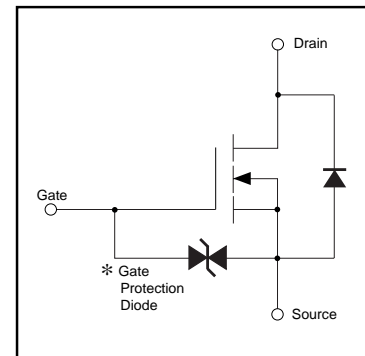 Drain
Gate
* Gate
Protection
Diode
Source